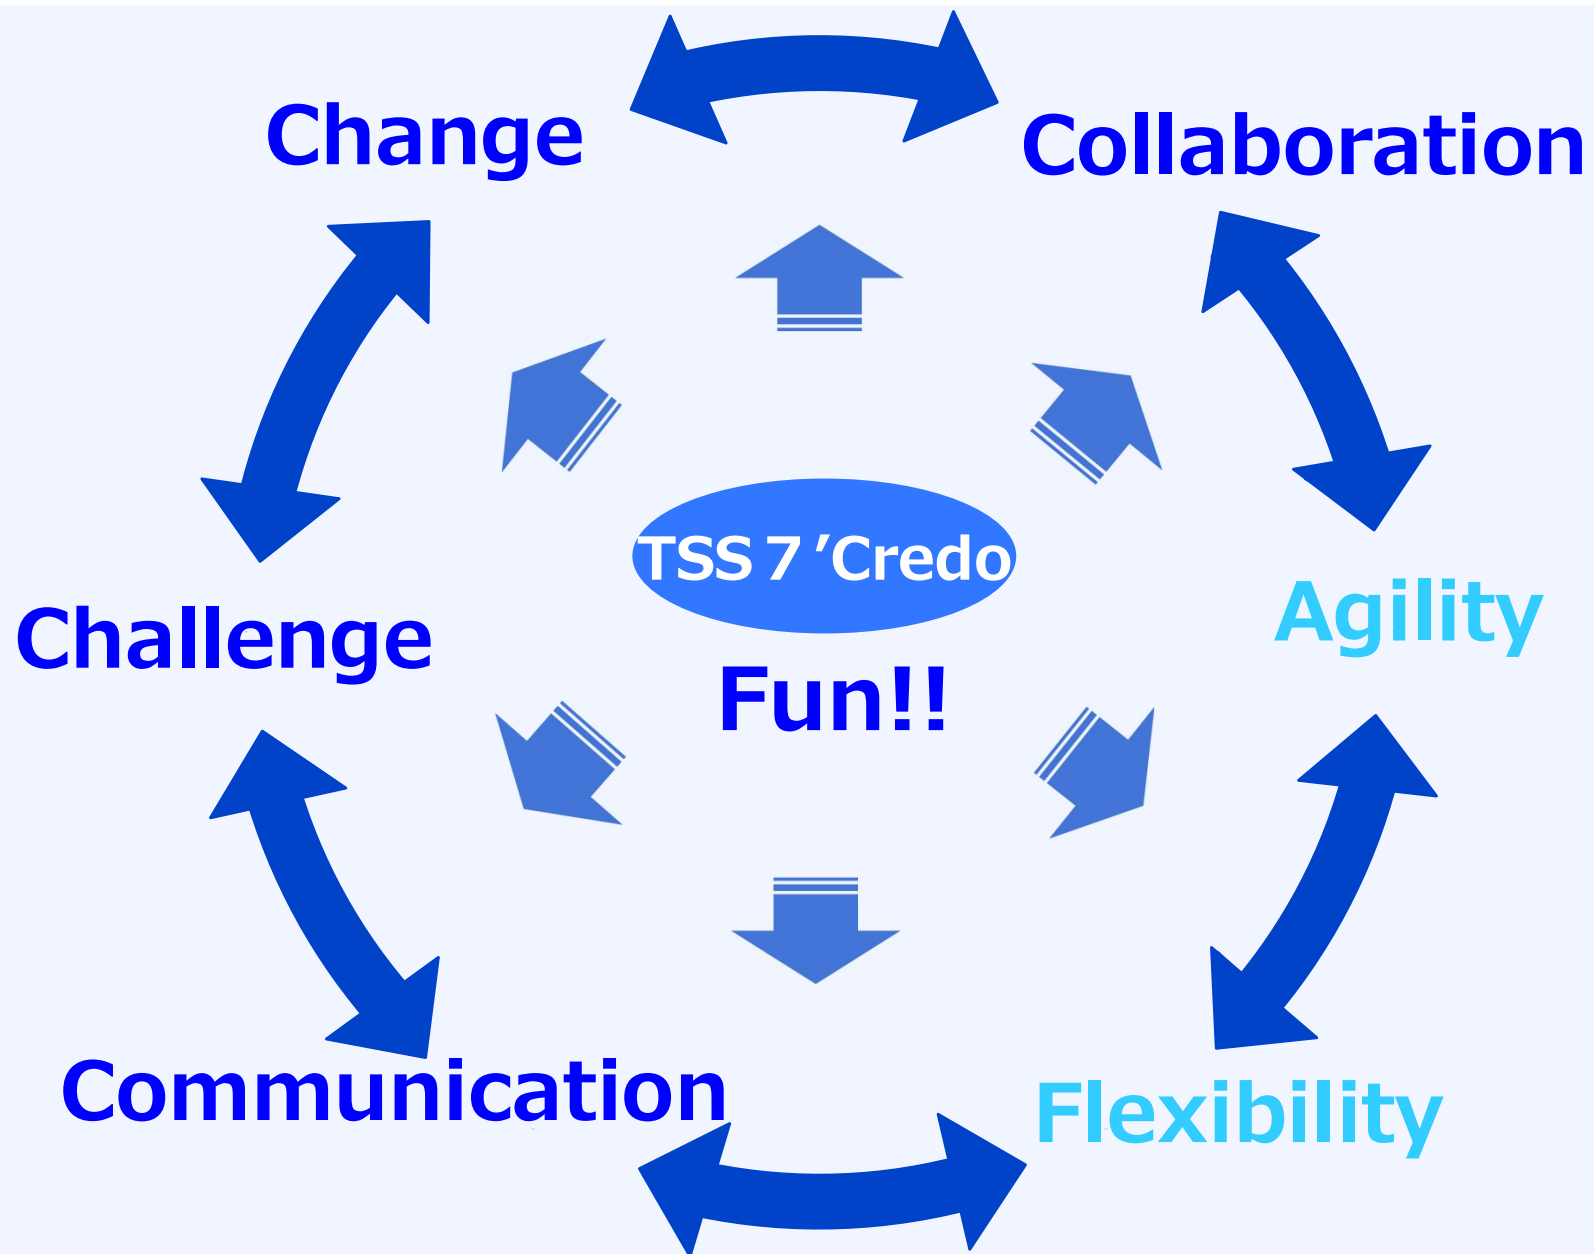 Change
Collaboration
TSS 7 ’Credo
Challenge
Agility
Fun!!
Communication
Flexibility